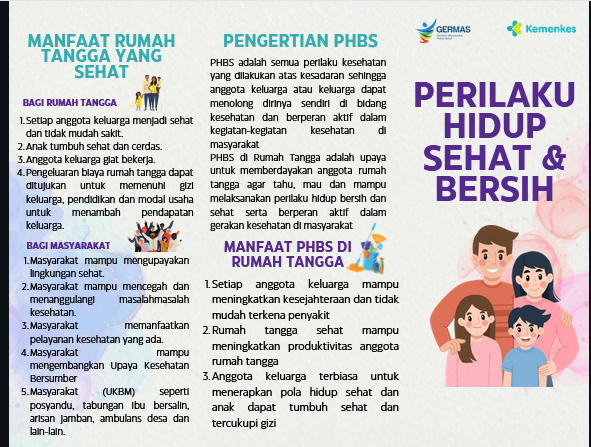 MANFAAT RUMAH
TANGGA YANG
SEHAT
BAGI RUMAH TANGGA
1.Setiap anggota keluarga menjadi sehat
dan tidak mudah sakit.
2.Anak tumbuh sehat dan cerdas.
3.Anggota keluarga giat bekerja.
4.Pengeluaran biaya rumah tangga dapat
ditujukan untuk memenuhi gizi
keluarga, pendidikan dan modal usaha
untuk menambah pendapatan
keluarga.
BAGI MASYARAKAT
1.Masyarakat mampu mengupayakan
lingkungan sehat.
2.Masyarakat mampu mencegah dan
menanggulangi masalahmasalah
kesehatan.
3.Masyarakat memanfaatkan
pelayanan kesehatan yang ada.
4.Masyarakat mampu
mengembangkan Upaya Kesehatan
Bersumber
5.Masyarakat (UKBM) seperti
posyandu, tabungan ibu bersalin,
arisan jamban, ambulans desa dan
lain-lain.
PENGERTIAN PHBS
PHBS adalah semua perilaku kesehatan
yang dilakukan atas kesadaran sehingga
anggota keluarga atau keluarga dapat
menolong dirinya sendiri di bidang
kesehatan dan berperan aktif dalam
kegiatan-kegiatan kesehatan di
masyarakat
PHBS di Rumah Tangga adalah upaya
untuk memberdayakan anggota rumah
tangga agar tahu, mau dan mampu
melaksanakan perilaku hidup bersih dan
sehat serta berperan aktif dalam
gerakan kesehatan di masyarakat
MANFAAT PHBS DI
RUMAH TANGGA
1.Setiap anggota keluarga mampu
meningkatkan kesejahteraan dan tidak
mudah terkena penyakit
2.Rumah tangga sehat mampu
meningkatkan produktivitas anggota
rumah tangga
3.Anggota keluarga terbiasa untuk
menerapkan pola hidup sehat dan
anak dapat tumbuh sehat dan
tercukupi gizi
GERMAS
Kemenkes
PERILAKU
HIDUP
SEHAT &
BERSIH